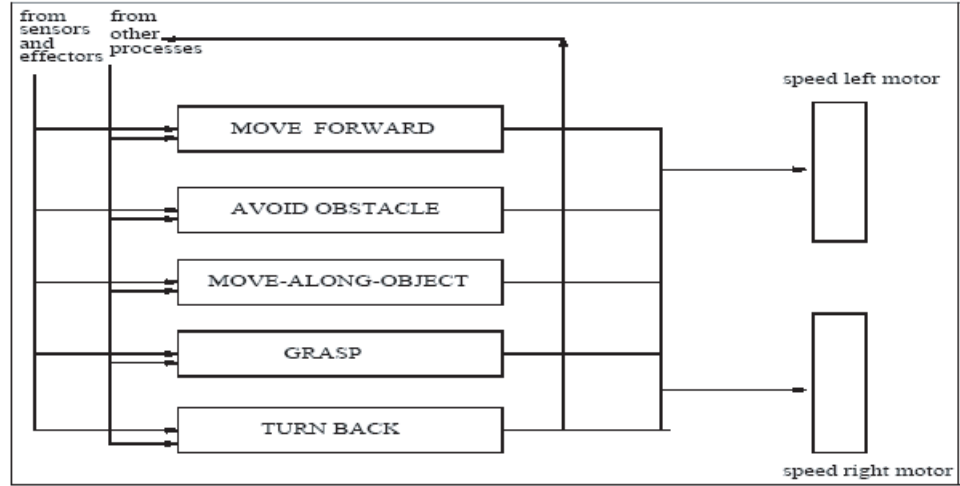 from
sensors
and
effectors
from
other
processes
speed left motor
MOVE FORWARD
AVOID OBSTACLE
MOVE-ALONG-OBJECT
GRASP
TURN BACK
speed right motor